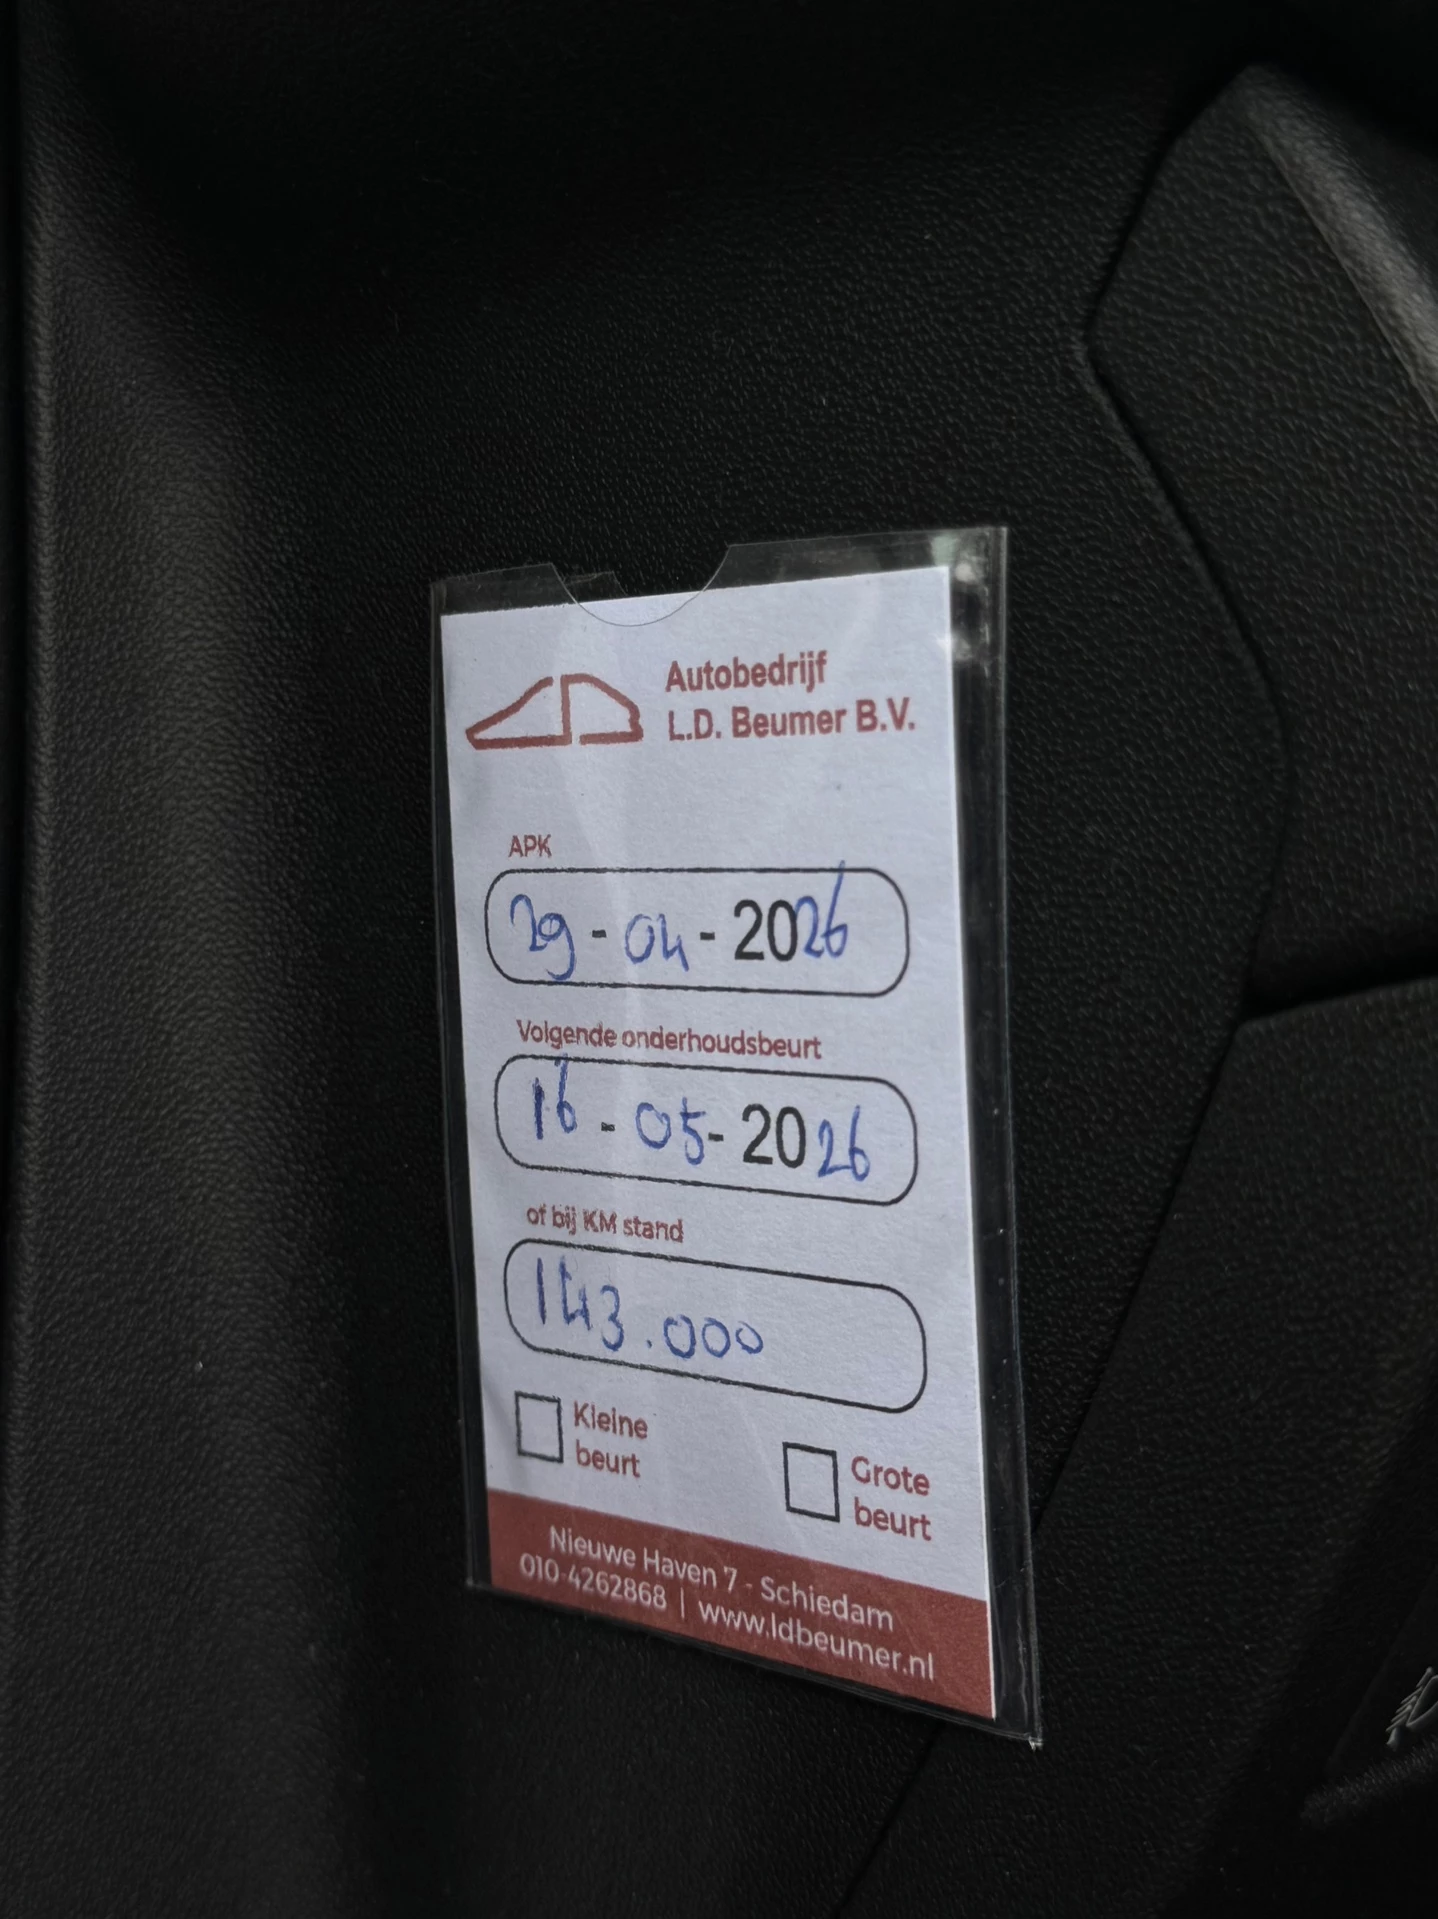 Autobedrijf
L.D. Beumer B.V.
APK
29-04-2026
Volgende onderhoudsbeurt
16-05-2026
of bij KM stand
143.000
Kleine
beurt
Grote
beurt
Nieuwe Haven 7 - Schiedam
010-4262868 | www.ldbeumer.nl